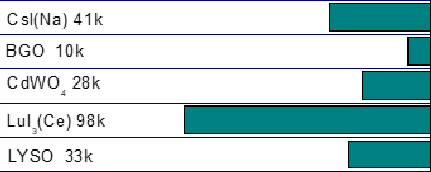 CsI(Na) 41k
BGO 10k
CdWO₄ 28k
LuI₃(Ce) 98k
LYSO 33k